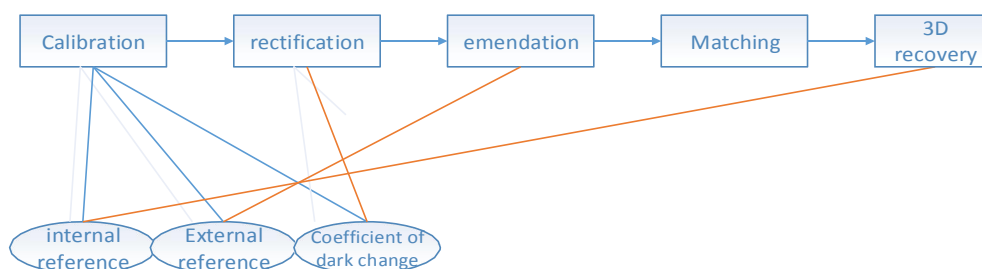 Calibration
rectification
emendation
Matching
3D
recovery
internal
reference
External
reference
Coefficient of
dark change